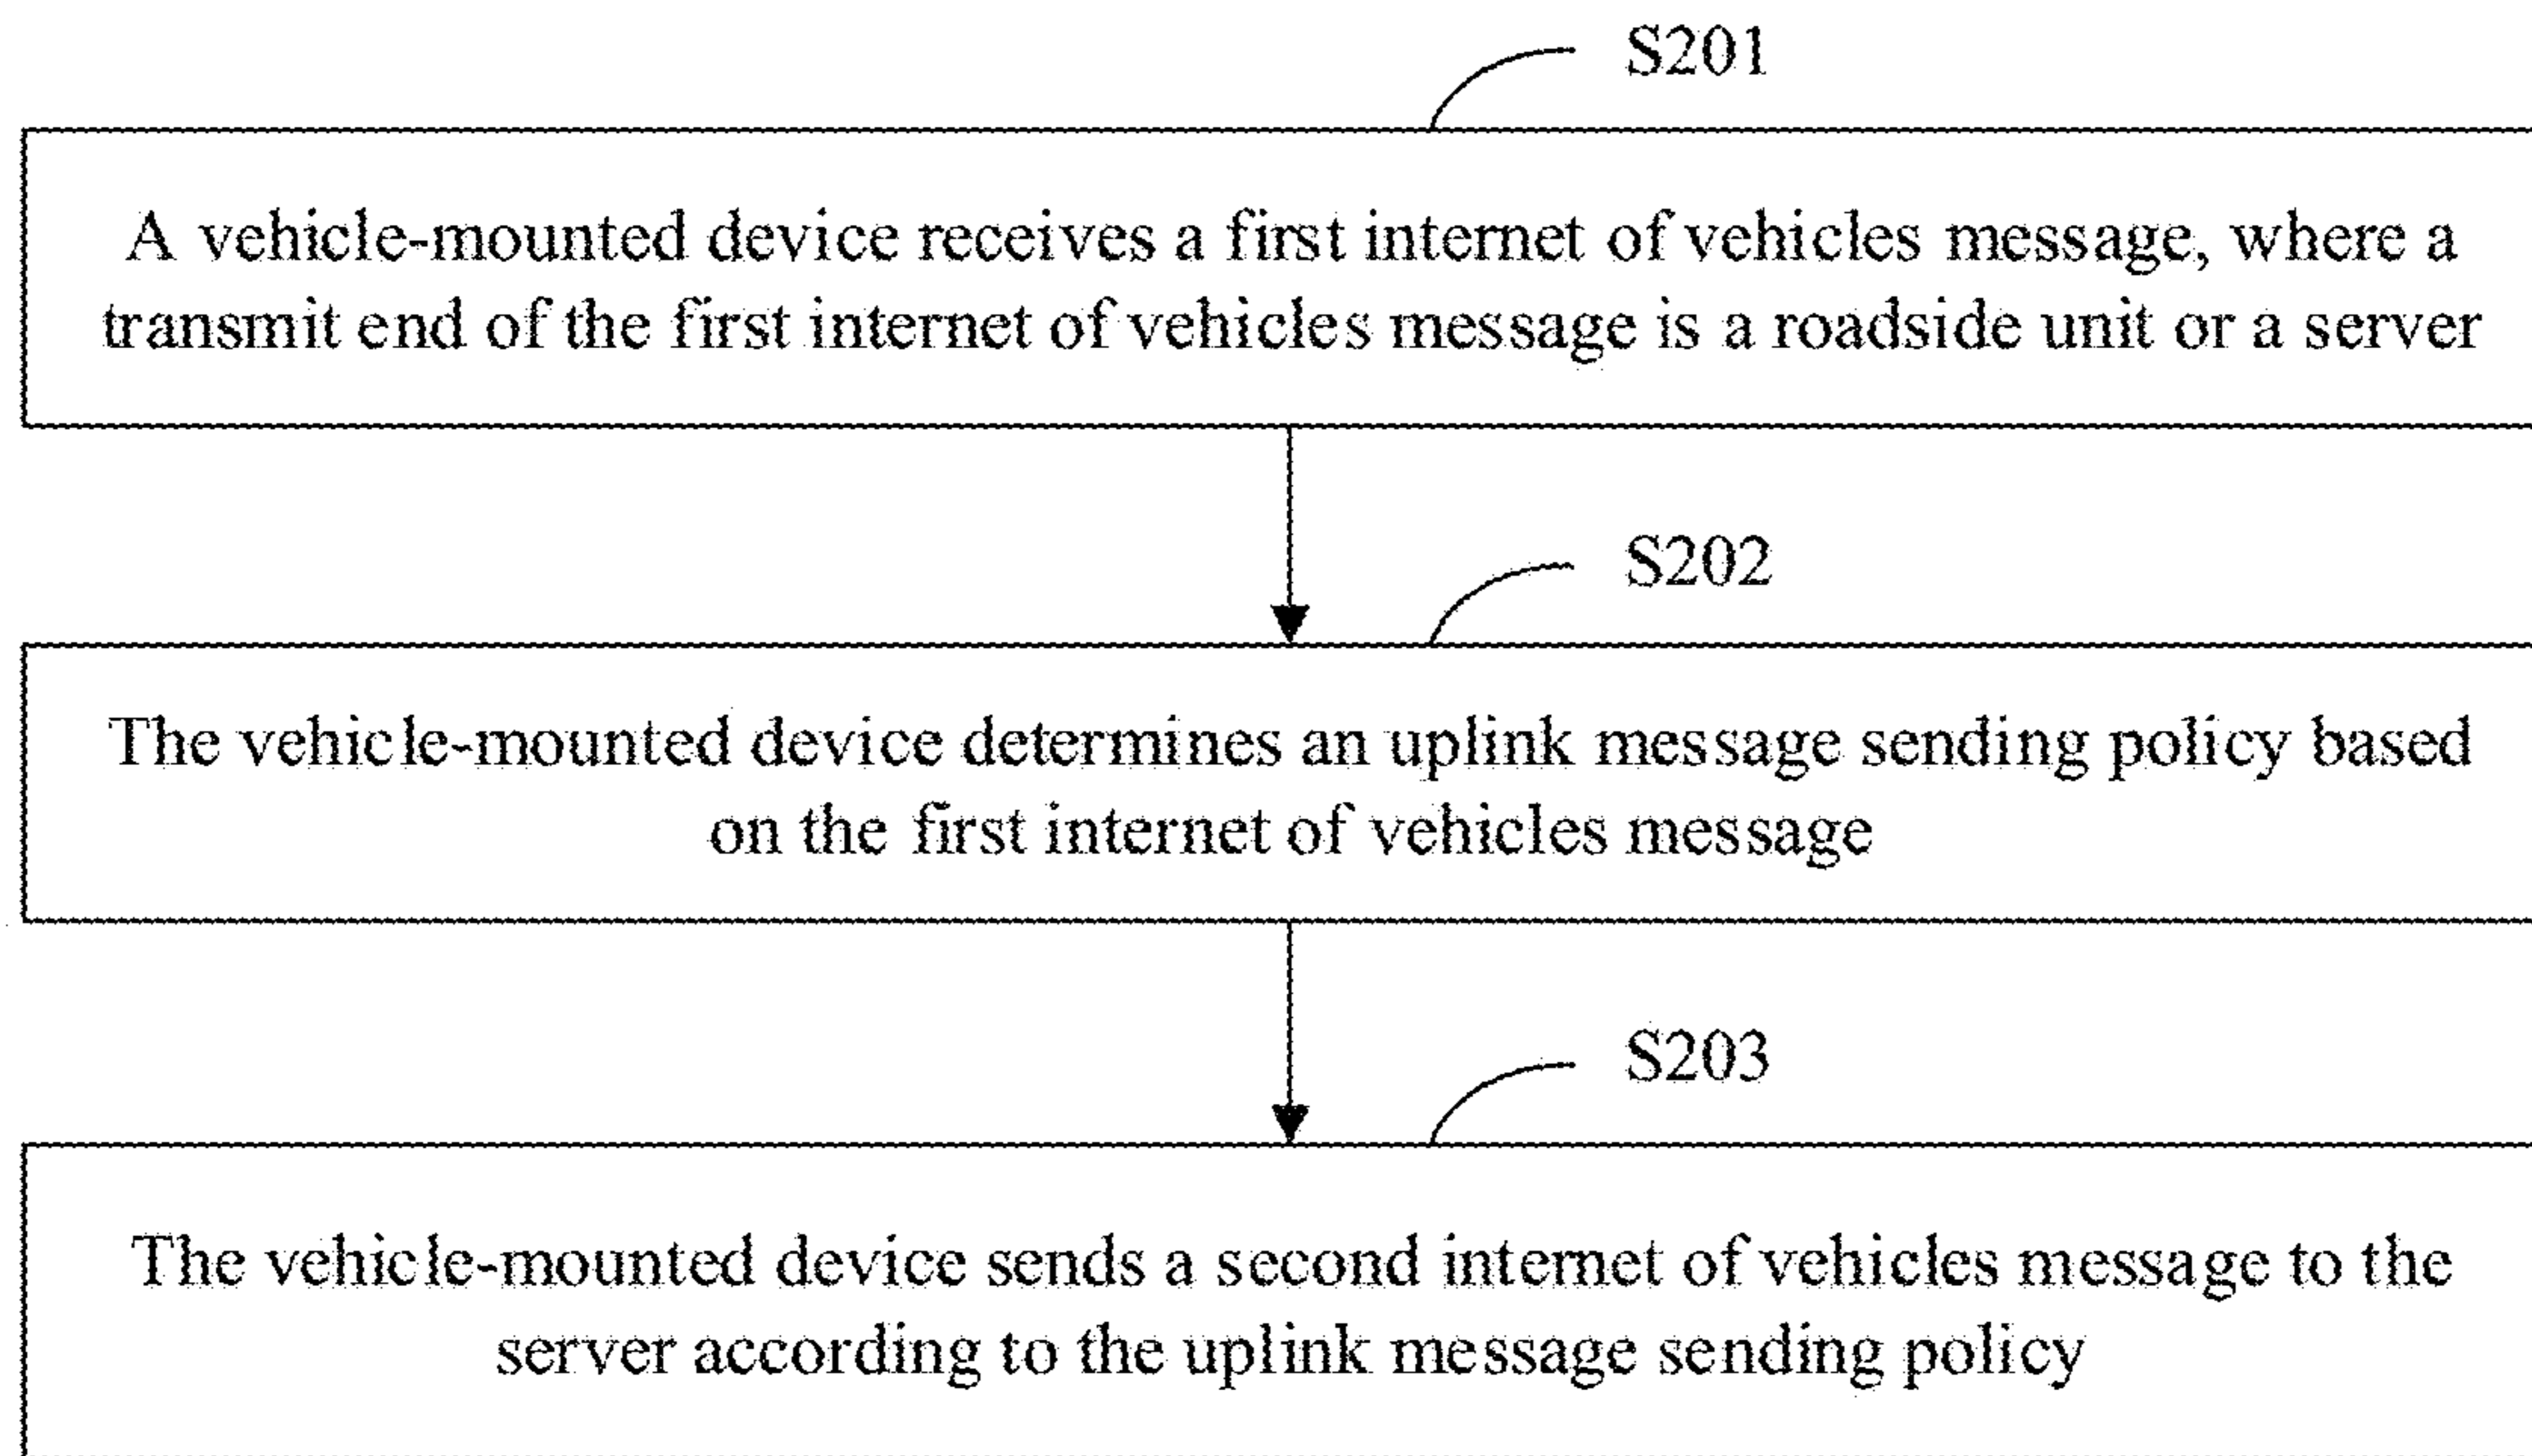 S201
A vehicle-mounted device receives a first internet of vehicles message, where a
transmit end of the first internet of vehicles message is a roadside unit or a server
S202
The vehicle-mounted device determines an uplink message sending policy based
on the first internet of vehicles message
S203
The vehicle-mounted device sends a second internet of vehicles message to the
server according to the uplink message sending policy